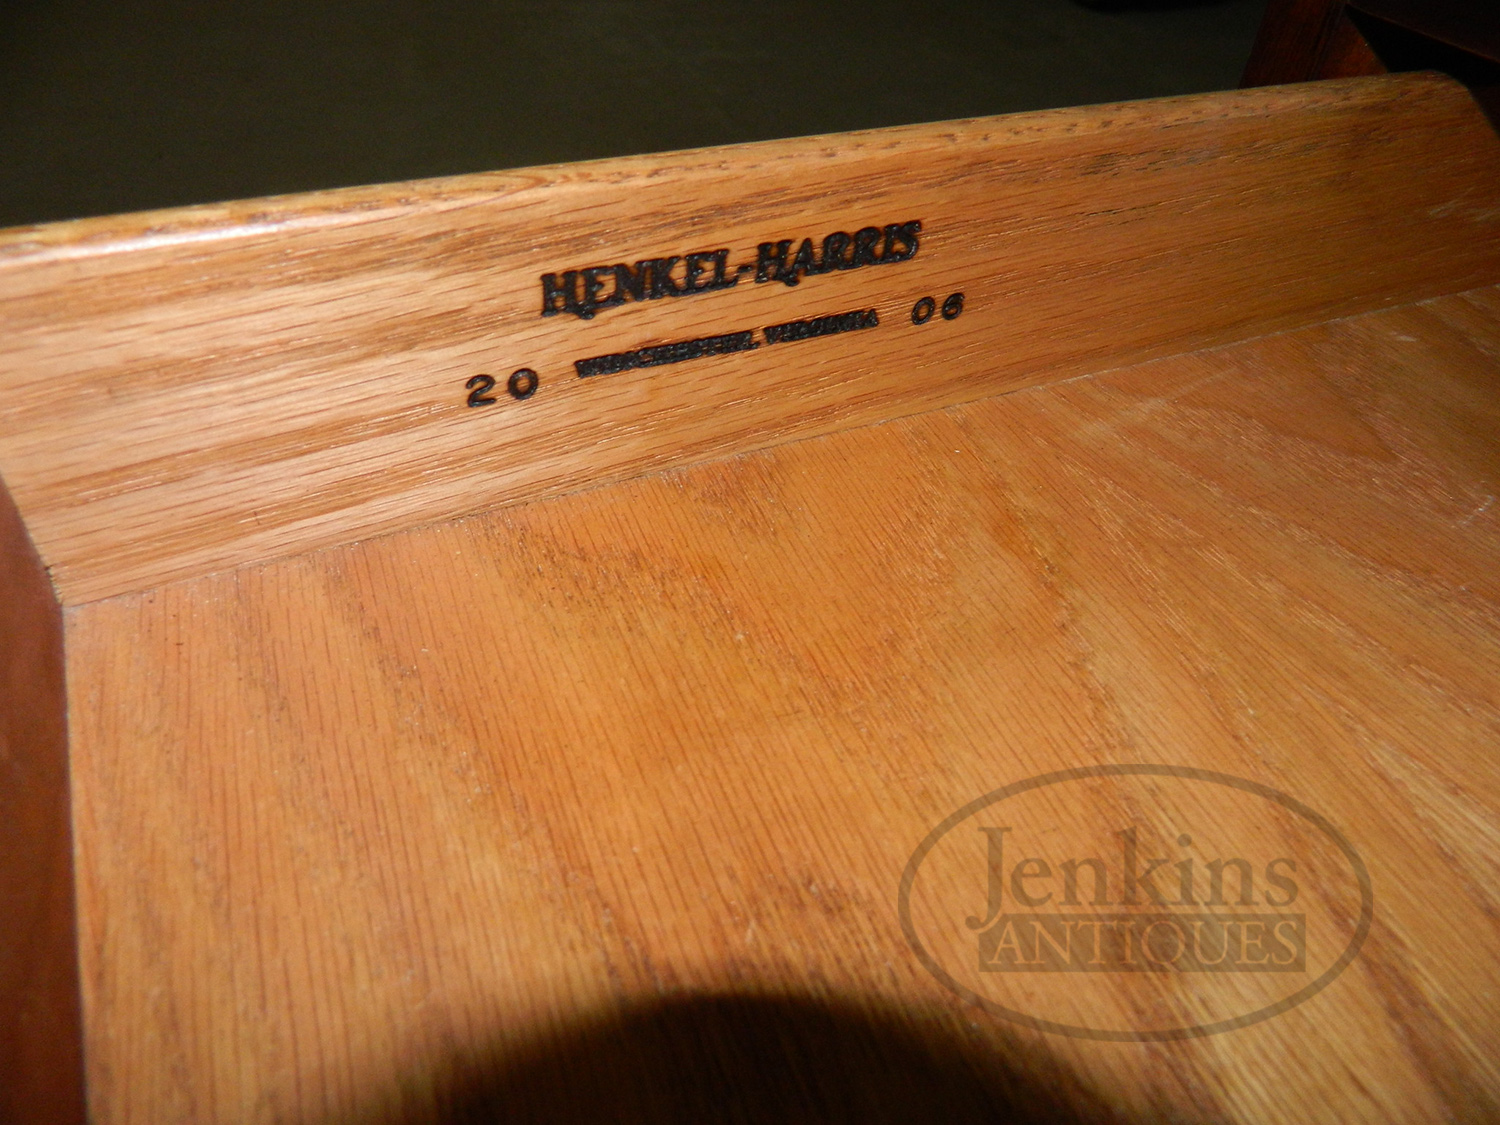 HENKEL-HARRIS
20 WINCHESTER, VIRGINIA 06
Jenkins
ANTIQUES